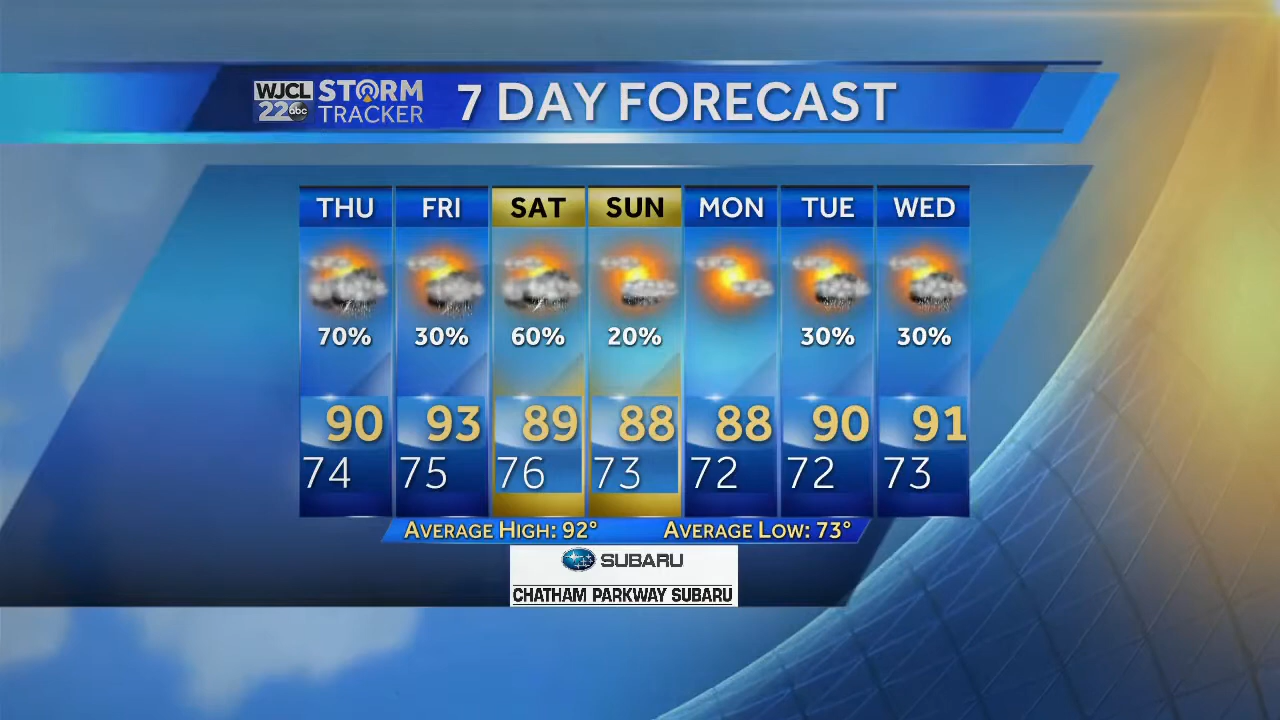 WJCL
22 abc
STORM
TRACKER
7 DAY FORECAST
THU FRI SAT SUN MON TUE WED
70% 30% 60% 20% 30% 30%
90 93 89 88 88 90 91
74 75 76 73 72 72 73
AVERAGE HIGH: 92° AVERAGE LOW: 73°
SUBARU
CHATHAM PARKWAY SUBARU